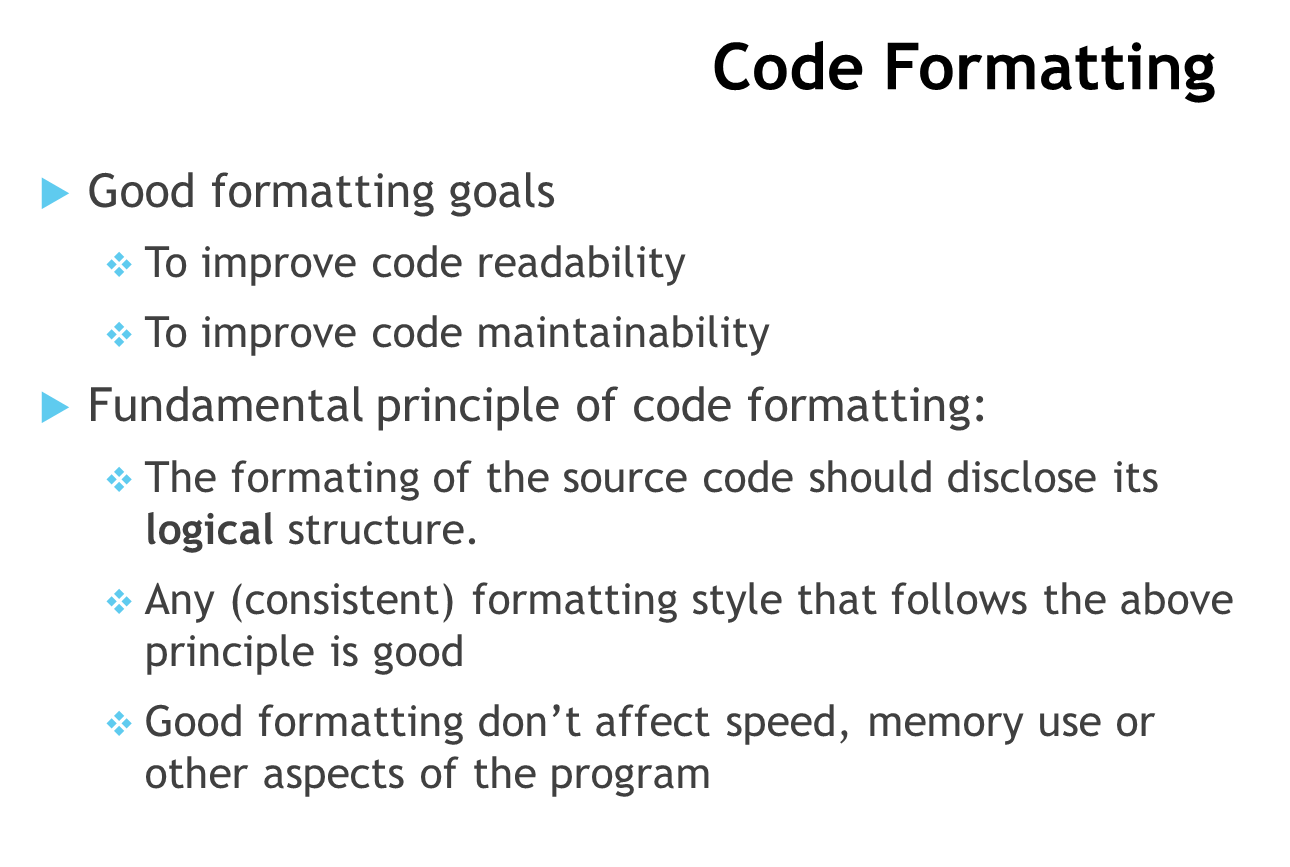 Code Formatting
Good formatting goals
To improve code readability
To improve code maintainability
Fundamental principle of code formatting:
The formating of the source code should disclose its
logical structure.
Any (consistent) formatting style that follows the above
principle is good
Good formatting don’t affect speed, memory use or
other aspects of the program